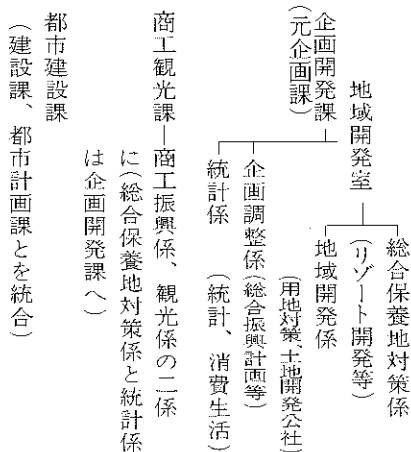 総合保養地対策係
(リゾート開発等)
地域開発室
地域開発係
(用地対策、土地開発公社)
企画開発課
(元企画課)
企画調整係(総合振興計画等)
統計係 (統計、消費生活)
商工観光課―商工振興係、観光係の二係
に(総合保養地対策係と統計係
は企画開発課へ)
都市建設課
(建設課、都市計画課とを統合)